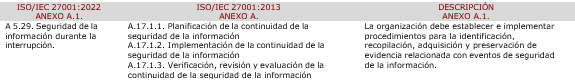 ISO/IEC 27001:2022
ANEXO A.1.
ISO/IEC 27001:2013
ANEXO A.
DESCRIPCIÓN
ANEXO A.1.
A 5.29. Seguridad de la
información durante la
interrupción.
A.17.1.1. Planificación de la continuidad de la
seguridad de la información
A.17.1.2. Implementación de la continuidad de la
seguridad de la información
A.17.1.3. Verificación, revisión y evaluación de la
continuidad de la seguridad de la información
La organización debe establecer e implementar
procedimientos para la identificación,
recopilación, adquisición y preservación de
evidencia relacionada con eventos de seguridad
de la información.